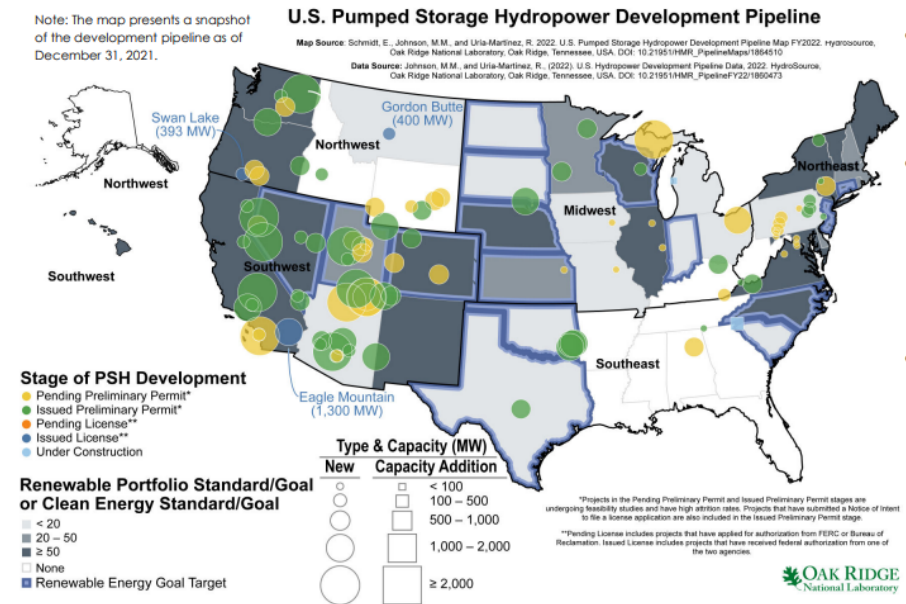 Note: The map presents a snapshot
of the development pipeline as of
December 31, 2021.
U.S. Pumped Storage Hydropower Development Pipeline
Map Source: Schmidt, E., Johnson, M.M., and Uria-Martinez, R. 2022. U.S. Pumped Storage Hydropower Development Pipeline Map FY2022. HydroSource,
Oak Ridge National Laboratory, Oak Ridge, Tennessee, USA. DOI: 10.21951/HMR_PipelineMaps/1864510
Data Source: Johnson, M.M., and Uria-Martinez, R., (2022). U.S. Hydropower Development Pipeline Data, 2022. HydroSource,
Oak Ridge National Laboratory, Oak Ridge, Tennessee, USA. DOI: 10.21951/HMR_PipelineFY22/1860473
Swan Lake
(393 MW)
Gordon Butte
(400 MW)
Northwest
Northwest
Northeast
Midwest
Southwest
Southwest
Southeast
Eagle Mountain
(1,300 MW)
Stage of PSH Development
Pending Preliminary Permit*
Issued Preliminary Permit*
Pending License**
Issued License**
Under Construction
Renewable Portfolio Standard/Goal
or Clean Energy Standard/Goal
< 20
20 – 50
≥ 50
None
Renewable Energy Goal Target
Type & Capacity (MW)
New Capacity Addition
< 100
100 – 500
500 – 1,000
1,000 – 2,000
≥ 2,000
*Projects in the Pending Preliminary Permit and Issued Preliminary Permit stages are
undergoing feasibility studies and have high attrition rates. Projects that have submitted a Notice of Intent
to file a license application are also included in the Issued Preliminary Permit stage.
**Pending License includes projects that have applied for authorization from FERC or Bureau of
Reclamation. Issued License includes projects that have received federal authorization from one of
the two agencies.
OAK RIDGE
National Laboratory